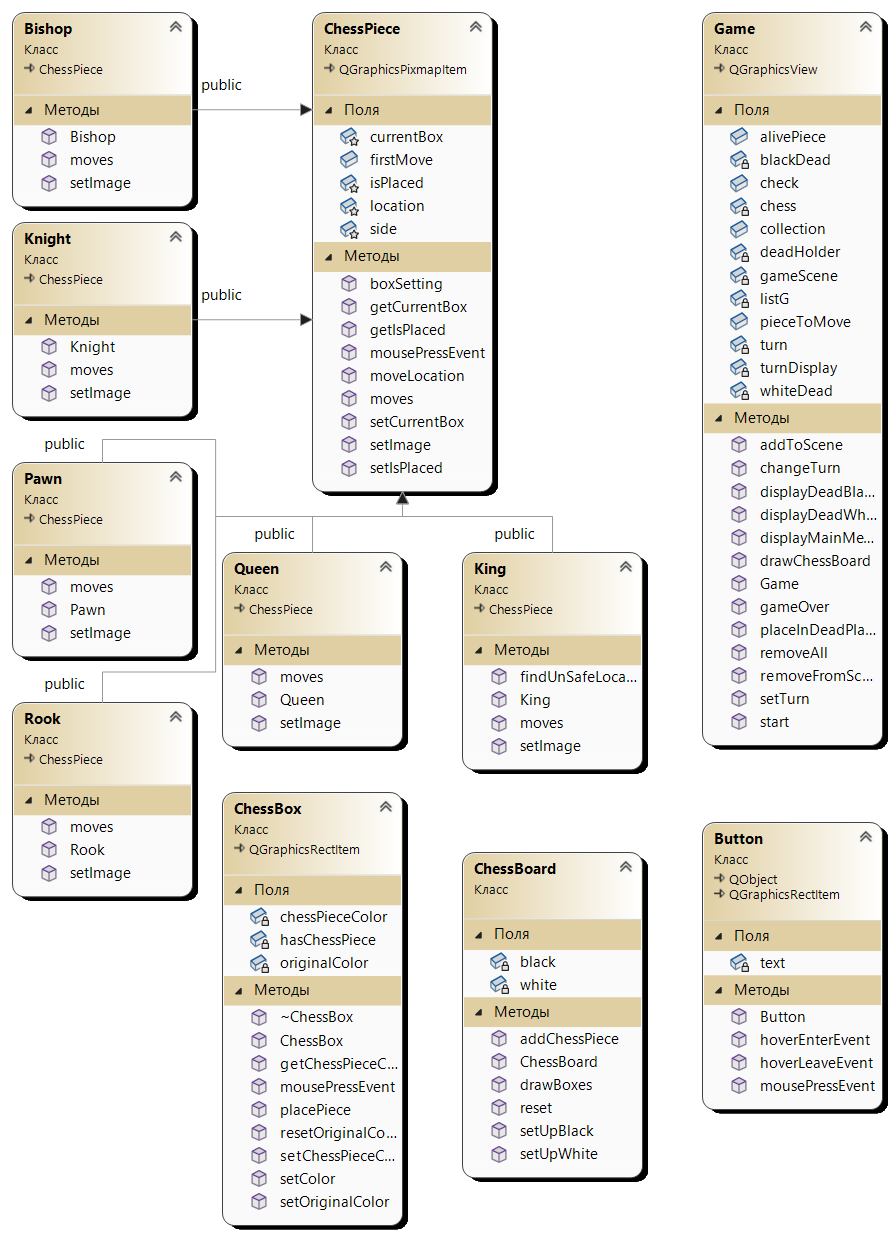 Bishop
Класс
ChessPiece
Методы
Bishop
moves
setImage
public
ChessPiece
Класс
QGraphicsPixmapItem
Поля
currentBox
firstMove
isPlaced
location
side
Методы
boxSetting
getCurrentBox
getIsPlaced
mousePressEvent
moveLocation
moves
setCurrentBox
setImage
setIsPlaced
Game
Класс
QGraphicsView
Поля
alivePiece
blackDead
check
chess
collection
deadHolder
gameScene
listG
pieceToMove
turn
turnDisplay
whiteDead
Методы
addToScene
changeTurn
displayDeadBla...
displayDeadWh...
displayMainMe...
drawChessBoard
Game
gameOver
placeInDeadPla...
removeAll
removeFromSc...
setTurn
start
Knight
Класс
ChessPiece
Методы
Knight
moves
setImage
public
public
Pawn
Класс
ChessPiece
Методы
moves
Pawn
setImage
public
Queen
Класс
ChessPiece
Методы
moves
Queen
setImage
public
King
Класс
ChessPiece
Методы
findUnSafeLoca...
King
moves
setImage
public
Rook
Класс
ChessPiece
Методы
moves
Rook
setImage
ChessBox
Класс
QGraphicsRectItem
Поля
chessPieceColor
hasChessPiece
originalColor
Методы
~ChessBox
ChessBox
getChessPieceC...
mousePressEvent
placePiece
resetOriginalCo...
setChessPieceC...
setColor
setOriginalColor
ChessBoard
Класс
Поля
black
white
Методы
addChessPiece
ChessBoard
drawBoxes
reset
setUpBlack
setUpWhite
Button
Класс
QObject
QGraphicsRectItem
Поля
text
Методы
Button
hoverEnterEvent
hoverLeaveEvent
mousePressEvent